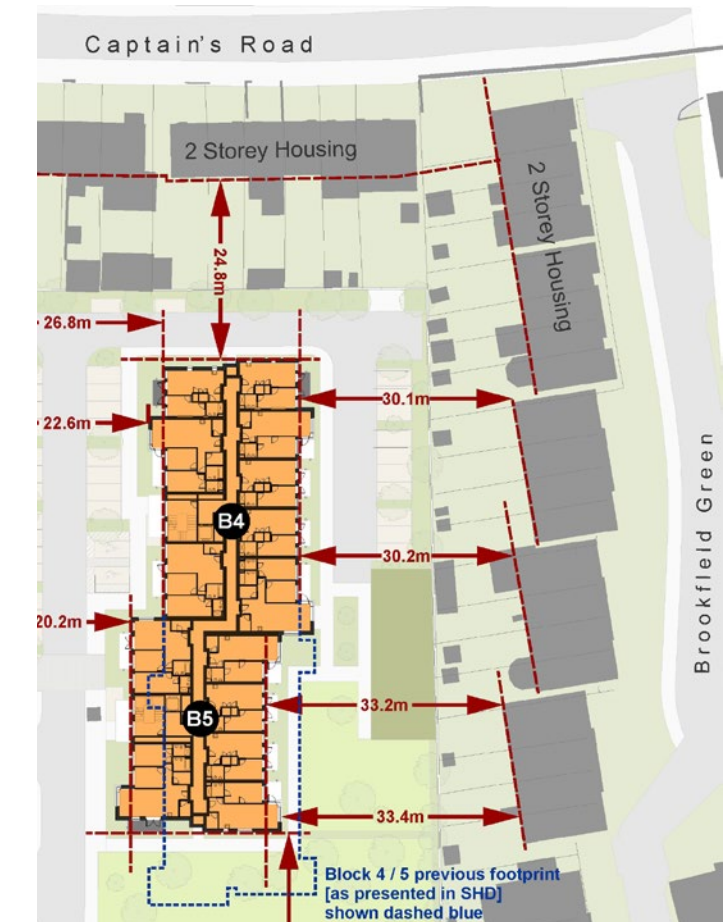 Captain's Road
2 Storey Housing
2 Storey Housing
24.8m
26.8m
22.6m
30.1m
Brookfield Green
B4
30.2m
20.2m
B5
33.2m
33.4m
Block 4 / 5 previous footprint
[as presented in SHD]
shown dashed blue